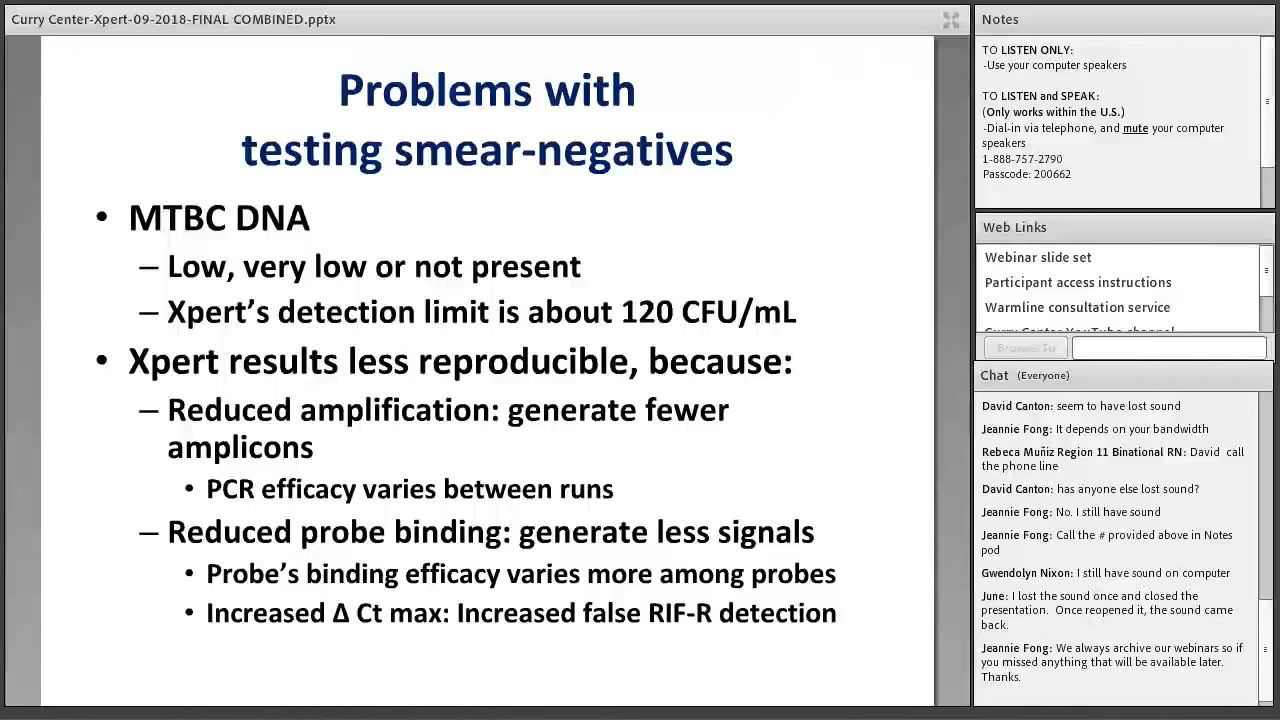 Curry Center-Xpert-09-2018-FINAL COMBINED.pptx
Problems with
testing smear-negatives
• MTBC DNA
– Low, very low or not present
– Xpert’s detection limit is about 120 CFU/mL
• Xpert results less reproducible, because:
– Reduced amplification: generate fewer
amplicons
• PCR efficacy varies between runs
– Reduced probe binding: generate less signals
• Probe’s binding efficacy varies more among probes
• Increased Δ Ct max: Increased false RIF-R detection
Notes
TO LISTEN ONLY:
-Use your computer speakers
TO LISTEN and SPEAK:
(Only works within the U.S.)
-Dial-in via telephone, and mute your computer
speakers
1-888-757-2790
Passcode: 200662
Web Links
Webinar slide set
Participant access instructions
Warmline consultation service
Curry Center YouTube channel
Browse To
Chat (Everyone)
David Canton: seem to have lost sound
Jeannie Fong: It depends on your bandwidth
Rebeca Muñiz Region 11 Binational RN: David call
the phone line
David Canton: has anyone else lost sound?
Jeannie Fong: No. I still have sound
Jeannie Fong: Call the # provided above in Notes
pod
Gwendolyn Nixon: I still have sound on computer
June: I lost the sound once and closed the
presentation. Once reopened it, the sound came
back.
Jeannie Fong: We always archive our webinars so if
you missed anything that will be available later.
Thanks.